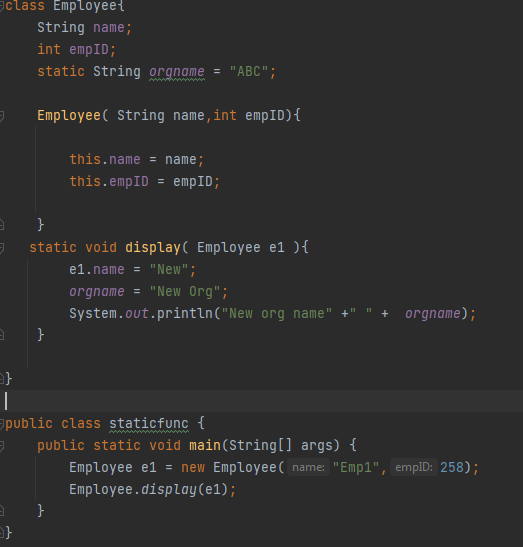 class Employee{
String name;
int empID;
static String orgname = "ABC";
Employee( String name,int empID){
this.name = name;
this.empID = empID;
}
static void display( Employee e1 ){
e1.name = "New";
orgname = "New Org";
System.out.println("New org name" +" " +  orgname);
}
}
public class staticfunc {
public static void main(String[] args) {
Employee e1 = new Employee( name: "Emp1", empID: 258);
Employee.display(e1);
}
}